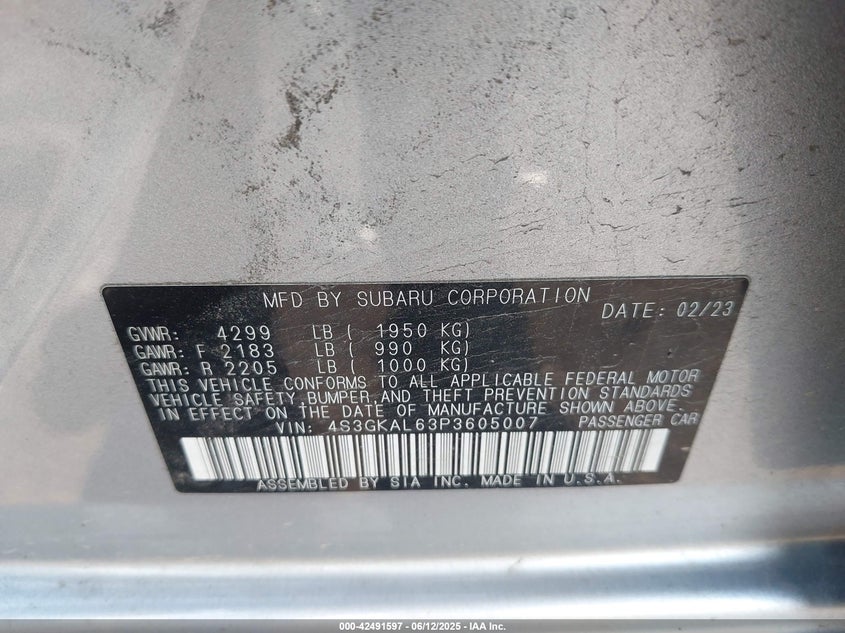 MFD BY SUBARU CORPORATION
DATE: 02/23
GVWR: 4299 LB ( 1950 KG)
GAWR: F 2183 LB ( 990 KG)
GAWR: R 2205 LB ( 1000 KG)
THIS VEHICLE CONFORMS TO ALL APPLICABLE FEDERAL MOTOR
VEHICLE SAFETY, BUMPER, AND THEFT PREVENTION STANDARDS
IN EFFECT ON THE DATE OF MANUFACTURE SHOWN ABOVE.
VIN: 4S3GKAL63P3605007 PASSENGER CAR
ASSEMBLED BY SIA INC. MADE IN U.S.A.
000-42491597 - 06/12/2025 - IAA Inc.